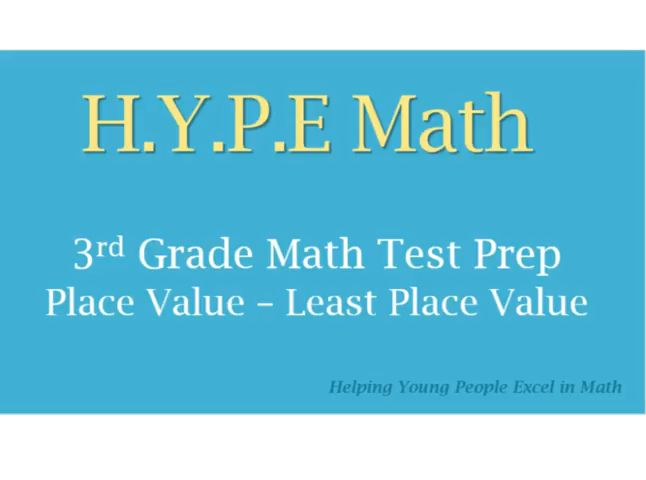 H.Y.P.E Math
3rd Grade Math Test Prep
Place Value – Least Place Value
Helping Young People Excel in Math